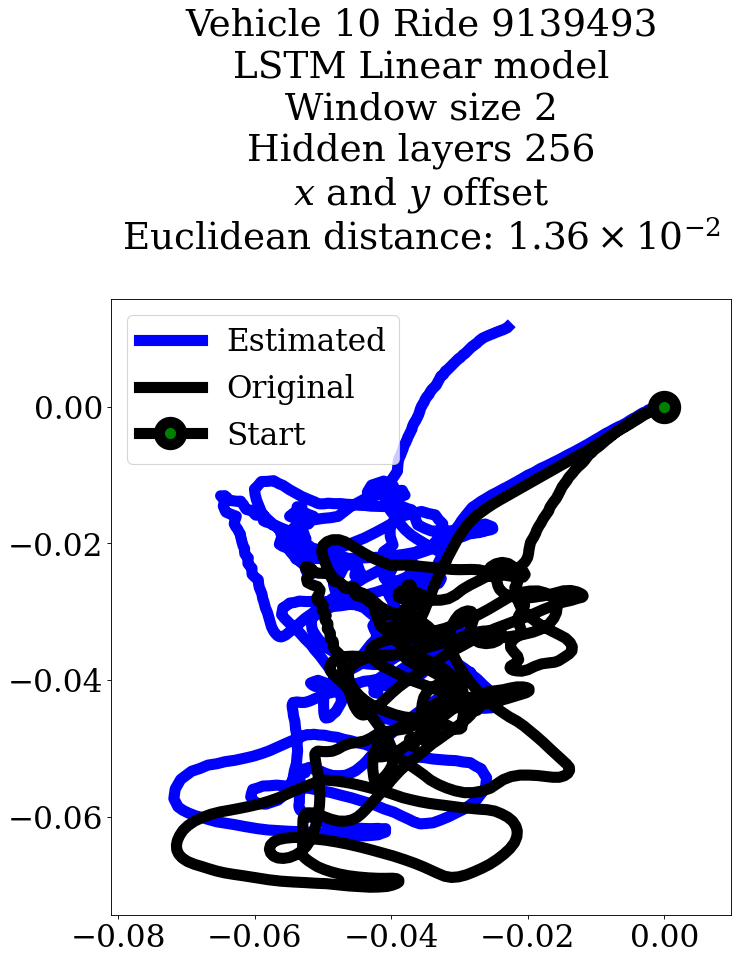 Vehicle 10 Ride 9139493
LSTM Linear model
Window size 2
Hidden layers 256
x and y offset
Euclidean distance: 1.36 × 10⁻²
Estimated
Original
Start
0.00
−0.02
−0.04
−0.06
−0.08 −0.06 −0.04 −0.02 0.00